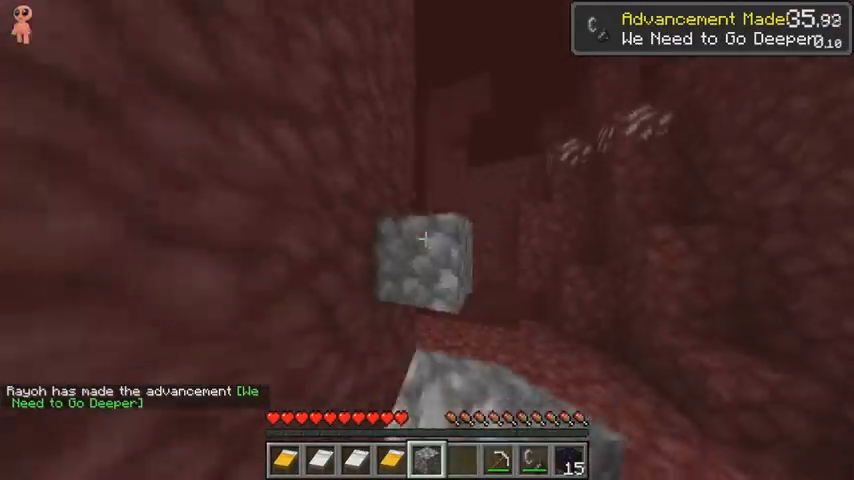 Advancement Made
35.93
We Need to Go Deeper
0.10
Rayoh has made the advancement [We
Need to Go Deeper]
15